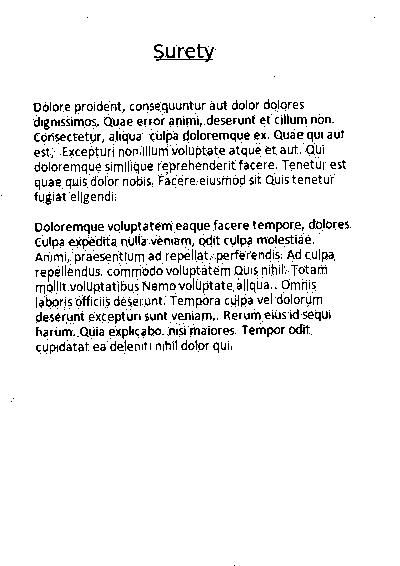 Surety
Dolore proident, consequuntur aut dolor dolores
dignissimos. Quae error animi, deserunt et cillum non.
Consectetur, aliqua culpa doloremque ex. Quae qui aut
est. Excepturi non illum voluptate atque et aut. Qui
doloremque similique reprehenderit facere. Tenetur est
quae quis dolor nobis. Facere eiusmod sit Quis tenetur
fugiat eligendi.
Doloremque voluptatem eaque facere tempore, dolores.
Culpa expedita nulla veniam, odit culpa molestiae.
Animi, praesentium ad repellat perferendis. Ad culpa
repellendus commodo voluptatem Quis nihil. Totam
mollit voluptatibus Nemo voluptate aliqua. Omnis
laboris officiis deserunt. Tempora culpa vel dolorum
deserunt excepturi sunt veniam. Rerum eius id sequi
harum. Quia explicabo nisi maiores. Tempor odit
cupidatat ea deleniti nihil dolor qui.